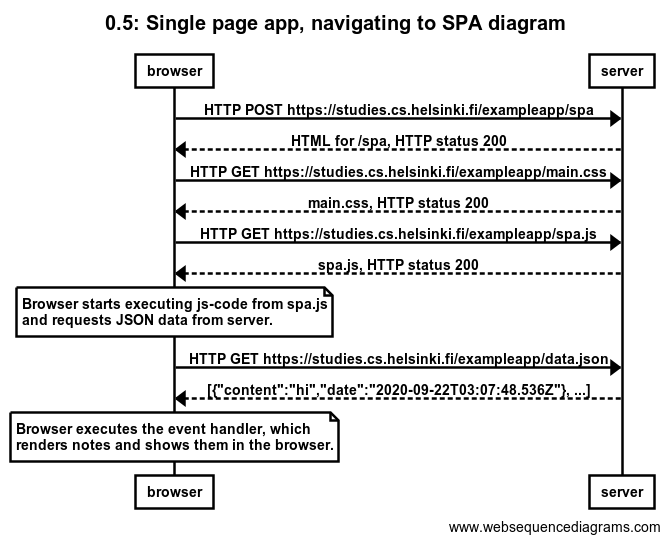 0.5: Single page app, navigating to SPA diagram
browser
server
HTTP POST https://studies.cs.helsinki.fi/exampleapp/spa
HTML for /spa, HTTP status 200
HTTP GET https://studies.cs.helsinki.fi/exampleapp/main.css
main.css, HTTP status 200
HTTP GET https://studies.cs.helsinki.fi/exampleapp/spa.js
spa.js, HTTP status 200
Browser starts executing js-code from spa.js
and requests JSON data from server.
HTTP GET https://studies.cs.helsinki.fi/exampleapp/data.json
[{"content":"hi","date":"2020-09-22T03:07:48.536Z"}, ...]
Browser executes the event handler, which
renders notes and shows them in the browser.
browser
server
www.websequencediagrams.com